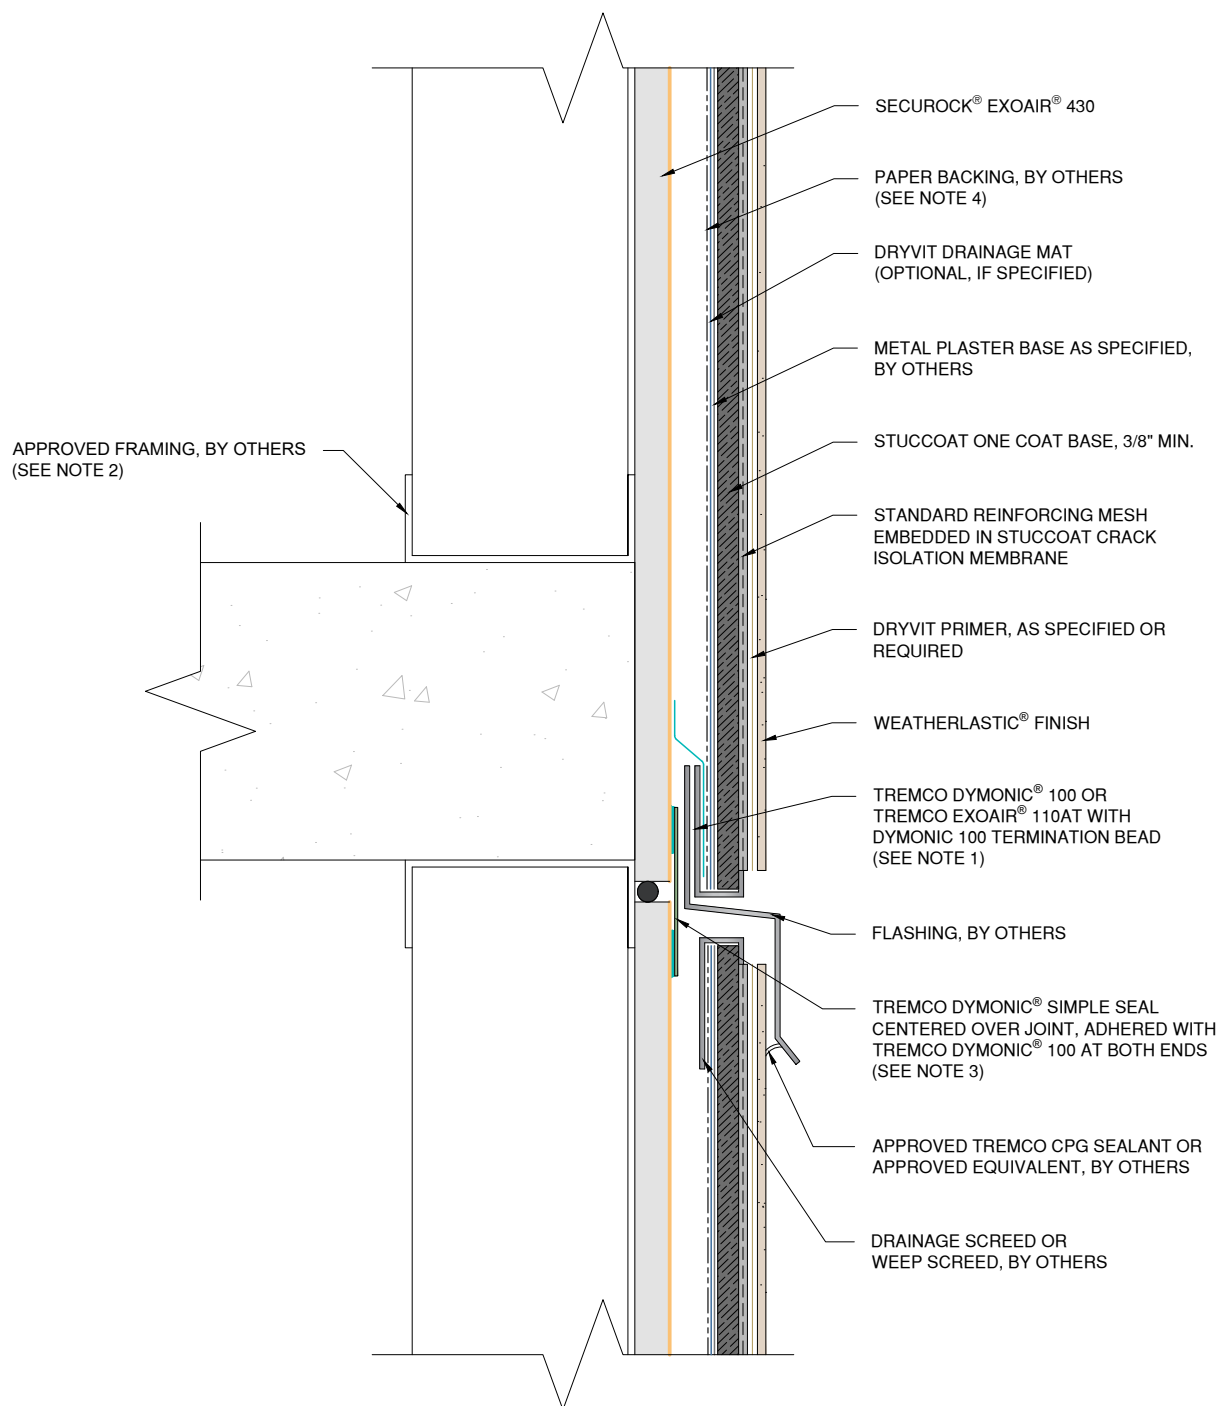 SECUROCK® EXOAIR® 430
PAPER BACKING, BY OTHERS
(SEE NOTE 4)
DRYVIT DRAINAGE MAT
(OPTIONAL, IF SPECIFIED)
METAL PLASTER BASE AS SPECIFIED,
BY OTHERS
APPROVED FRAMING, BY OTHERS
(SEE NOTE 2)
STUCCOAT ONE COAT BASE, 3/8" MIN.
STANDARD REINFORCING MESH
EMBEDDED IN STUCCOAT CRACK
ISOLATION MEMBRANE
DRYVIT PRIMER, AS SPECIFIED OR
REQUIRED
WEATHERLASTIC® FINISH
TREMCO DYMONIC® 100 OR
TREMCO EXOAIR® 110AT WITH
DYMONIC 100 TERMINATION BEAD
(SEE NOTE 1)
FLASHING, BY OTHERS
TREMCO DYMONIC® SIMPLE SEAL
CENTERED OVER JOINT, ADHERED WITH
TREMCO DYMONIC® 100 AT BOTH ENDS
(SEE NOTE 3)
APPROVED TREMCO CPG SEALANT OR
APPROVED EQUIVALENT, BY OTHERS
DRAINAGE SCREED OR
WEEP SCREED, BY OTHERS